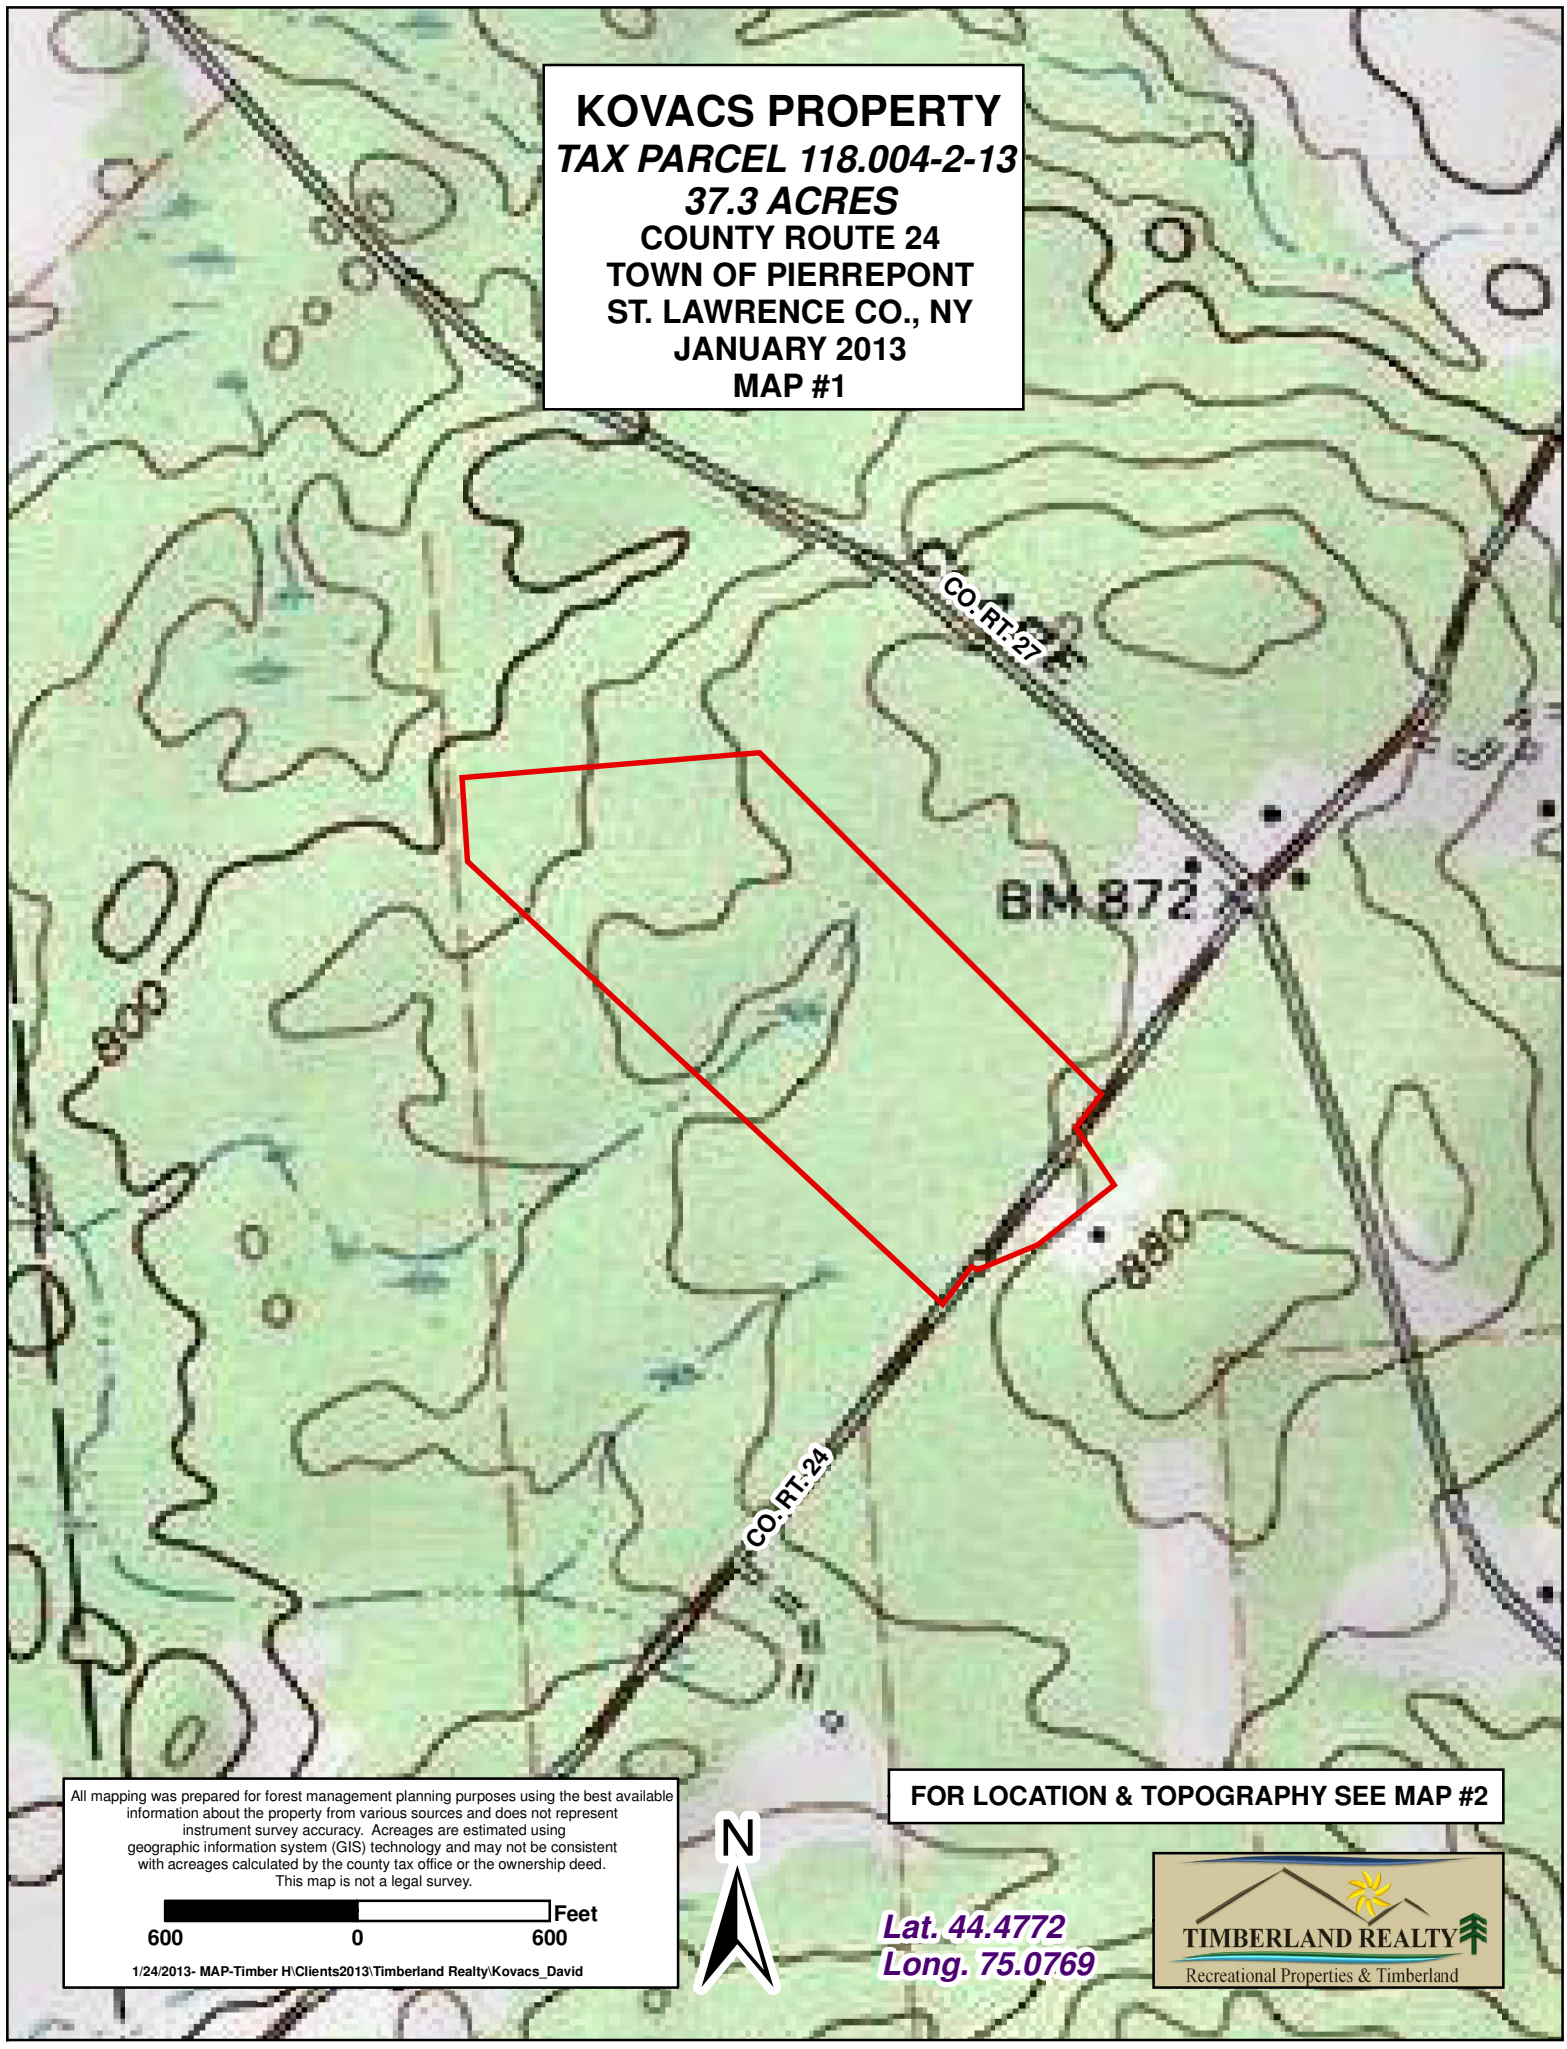 KOVACS PROPERTY
TAX PARCEL 118.004-2-13
37.3 ACRES
COUNTY ROUTE 24
TOWN OF PIERREPONT
ST. LAWRENCE CO., NY
JANUARY 2013
MAP #1
CO. RT. 27
BM 872
900
880
CO. RT. 24
FOR LOCATION & TOPOGRAPHY SEE MAP #2
All mapping was prepared for forest management planning purposes using the best available
information about the property from various sources and does not represent
instrument survey accuracy. Acreages are estimated using
geographic information system (GIS) technology and may not be consistent
with acreages calculated by the county tax office or the ownership deed.
This map is not a legal survey.
Feet
600 0 600
1/24/2013- MAP-Timber H\Clients2013\Timberland Realty\Kovacs_David
N
Lat. 44.4772
Long. 75.0769
TIMBERLAND REALTY
Recreational Properties & Timberland